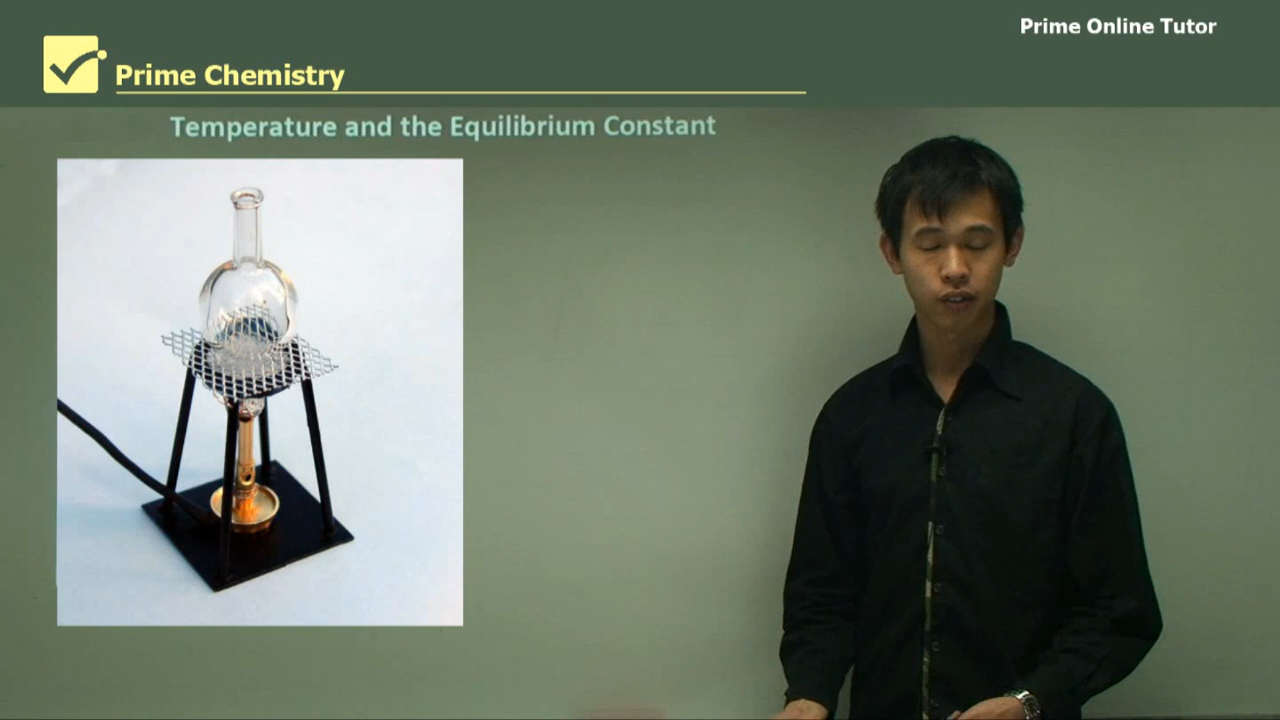 Prime Online Tutor
Prime Chemistry
Temperature and the Equilibrium Constant